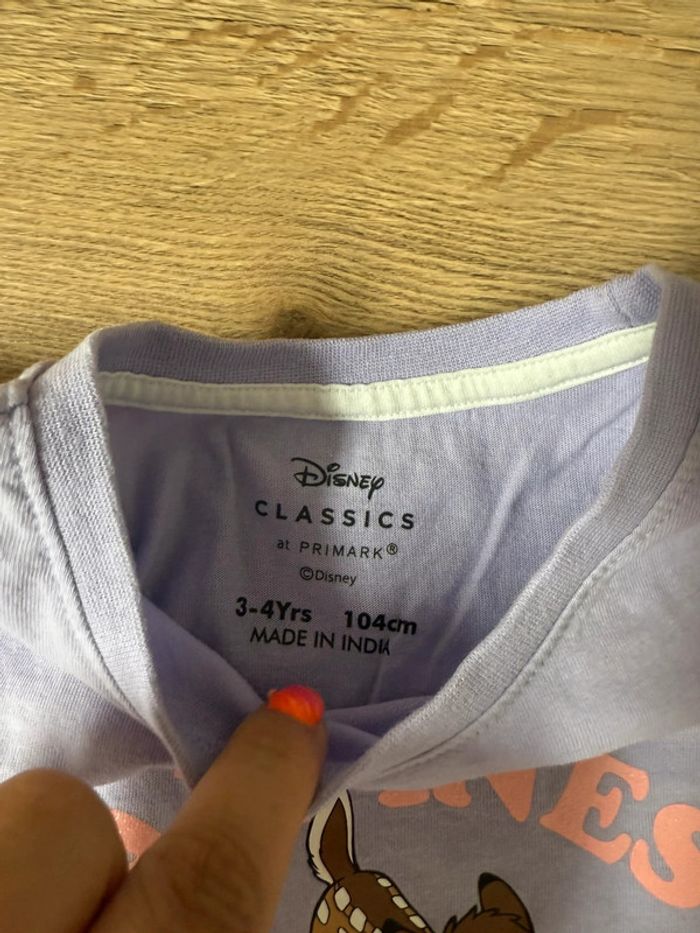 Disney
CLASSICS
at PRIMARK®
©Disney
3-4Yrs 104cm
MADE IN INDIA